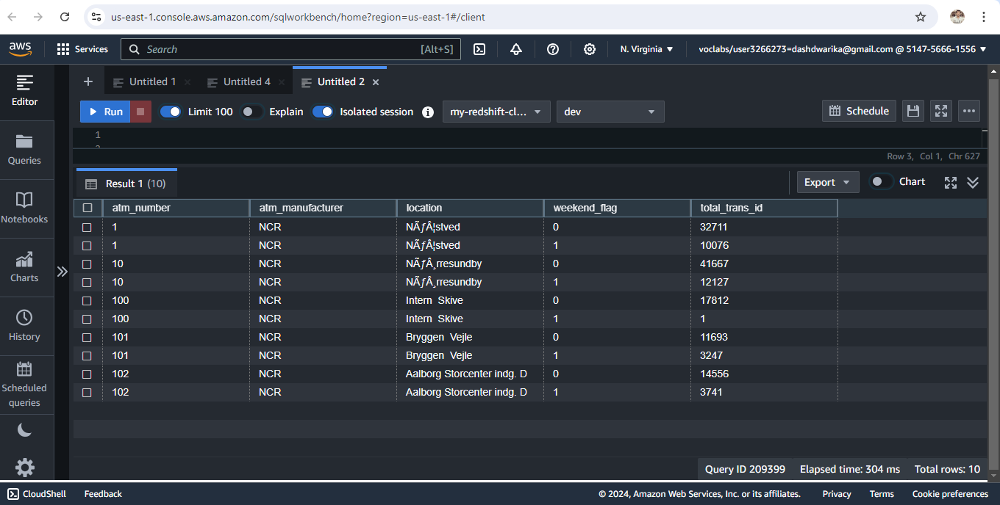 us-east-1.console.aws.amazon.com/sqlworkbench/home?region=us-east-1#/client
aws Services Search [Alt+S] N. Virginia voclabs/user3266273=dashdwarika@gmail.com @ 5147-5666-1556
Editor
Queries
Notebooks
Charts
History
Scheduled
queries
Untitled 1 Untitled 4 Untitled 2
Run Limit 100 Explain Isolated session my-redshift-cl... dev Schedule
1
Row 3, Col 1, Chr 627
Result 1 (10) Export Chart
atm_number atm_manufacturer location weekend_flag total_trans_id
1 NCR NÃƒÂ¦stved 0 32711
1 NCR NÃƒÂ¦stved 1 10076
10 NCR NÃƒÂ¸rresundby 0 41667
10 NCR NÃƒÂ¸rresundby 1 12127
100 NCR Intern  Skive 0 17812
100 NCR Intern  Skive 1 1
101 NCR Bryggen  Vejle 0 11693
101 NCR Bryggen  Vejle 1 3247
102 NCR Aalborg Storcenter indg. D 0 14556
102 NCR Aalborg Storcenter indg. D 1 3741
Query ID 209399 Elapsed time: 304 ms Total rows: 10
CloudShell Feedback © 2024, Amazon Web Services, Inc. or its affiliates. Privacy Terms Cookie preferences